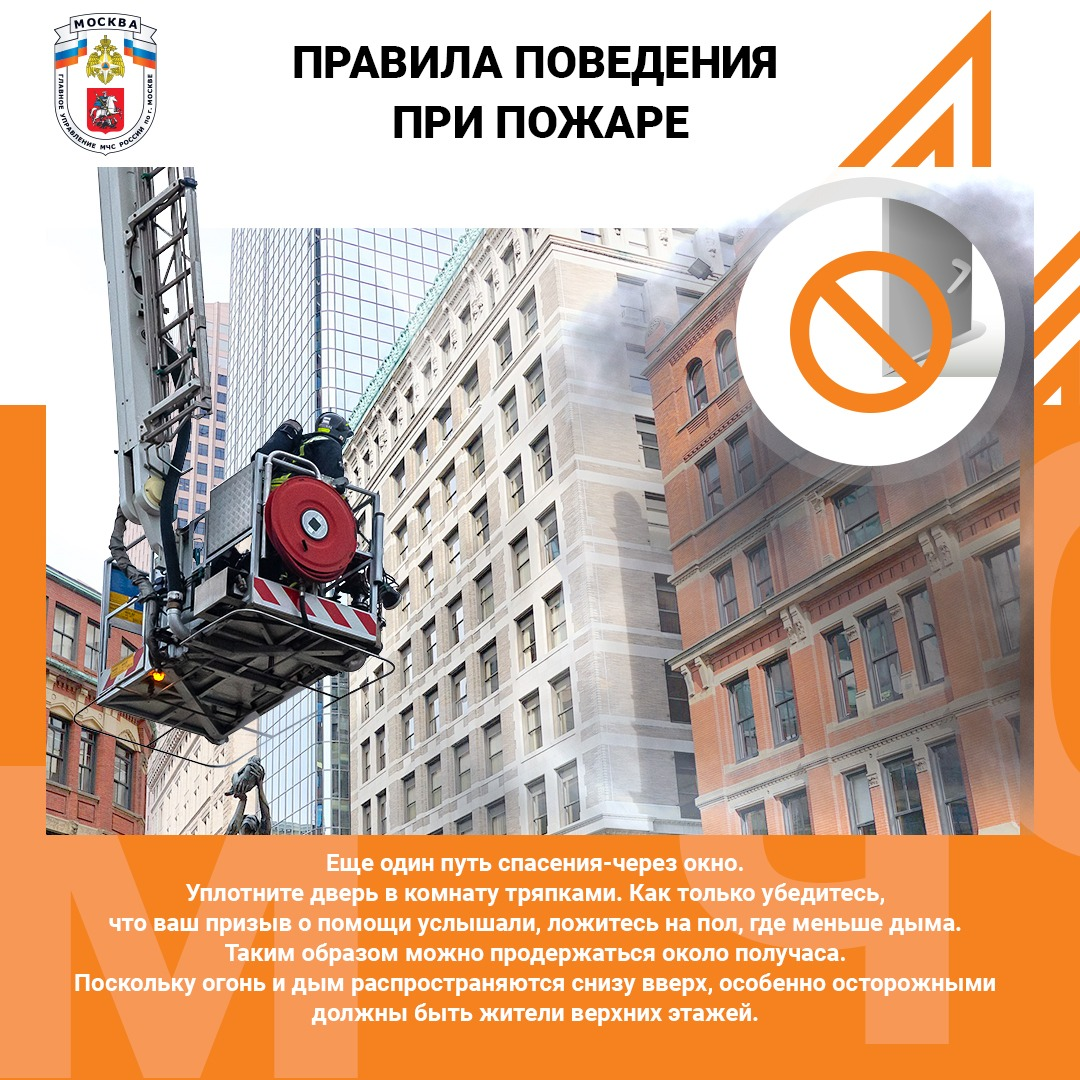 МОСКВА
ГЛАВНОЕ УПРАВЛЕНИЕ МЧС РОССИИ по г. МОСКВЕ
ПРАВИЛА ПОВЕДЕНИЯ
ПРИ ПОЖАРЕ
Еще один путь спасения-через окно.
Уплотните дверь в комнату тряпками. Как только убедитесь,
что ваш призыв о помощи услышали, ложитесь на пол, где меньше дыма.
Таким образом можно продержаться около получаса.
Поскольку огонь и дым распространяются снизу вверх, особенно осторожными
должны быть жители верхних этажей.
М Ч С